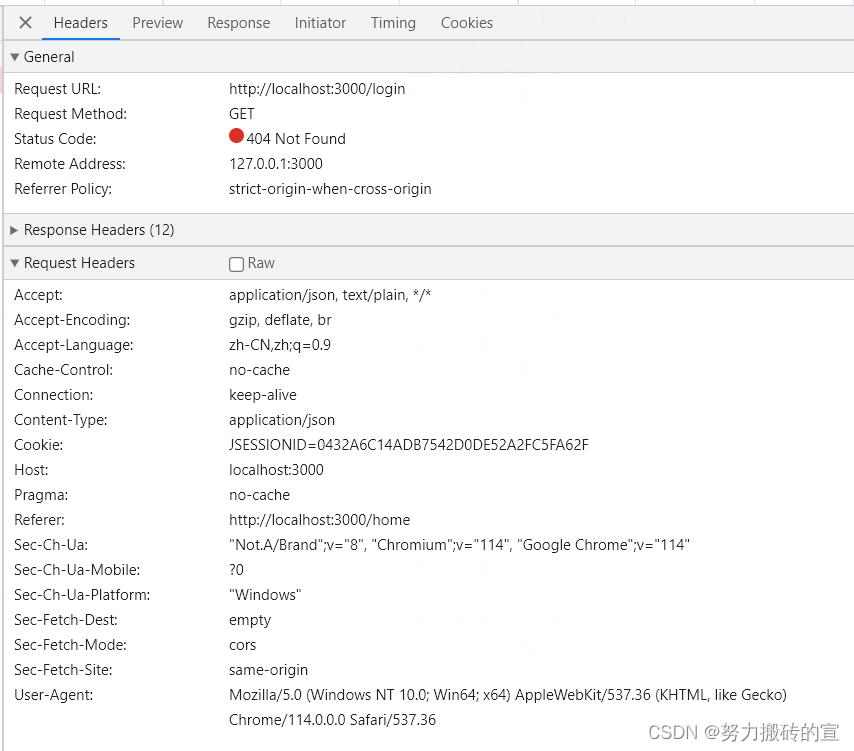 Headers Preview Response Initiator Timing Cookies
General
Request URL: http://localhost:3000/login
Request Method: GET
Status Code: 404 Not Found
Remote Address: 127.0.0.1:3000
Referrer Policy: strict-origin-when-cross-origin
Response Headers (12)
Request Headers Raw
Accept: application/json, text/plain, */*
Accept-Encoding: gzip, deflate, br
Accept-Language: zh-CN,zh;q=0.9
Cache-Control: no-cache
Connection: keep-alive
Content-Type: application/json
Cookie: JSESSIONID=0432A6C14ADB7542D0DE52A2FC5FA62F
Host: localhost:3000
Pragma: no-cache
Referer: http://localhost:3000/home
Sec-Ch-Ua: "Not.A/Brand";v="8", "Chromium";v="114", "Google Chrome";v="114"
Sec-Ch-Ua-Mobile: ?0
Sec-Ch-Ua-Platform: "Windows"
Sec-Fetch-Dest: empty
Sec-Fetch-Mode: cors
Sec-Fetch-Site: same-origin
User-Agent: Mozilla/5.0 (Windows NT 10.0; Win64; x64) AppleWebKit/537.36 (KHTML, like Gecko)
Chrome/114.0.0.0 Safari/537.36
CSDN @努力搬砖的宣